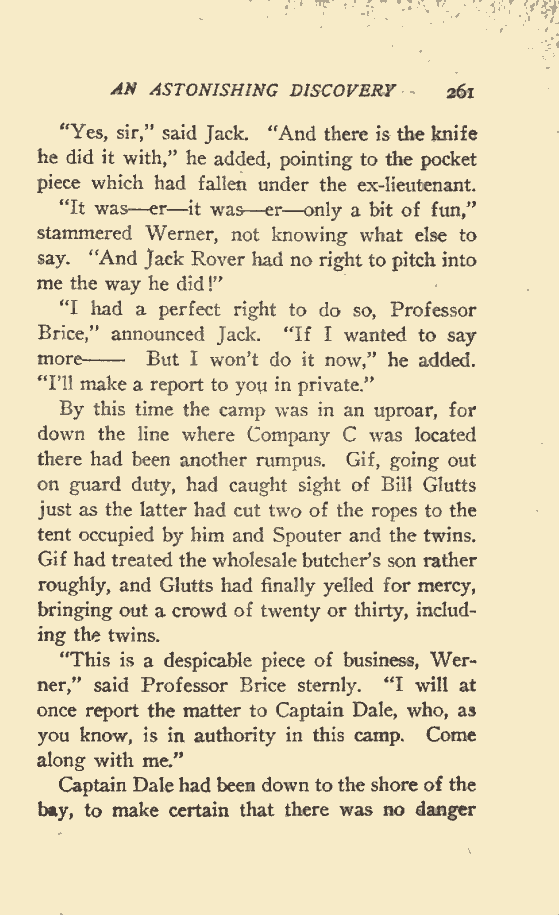 AN ASTONISHING DISCOVERY 261
"Yes, sir," said Jack. "And there is the knife
he did it with," he added, pointing to the pocket
piece which had fallen under the ex-lieutenant.
"It was—er—it was—er—only a bit of fun,"
stammered Werner, not knowing what else to
say. "And Jack Rover had no right to pitch into
me the way he did!"
"I had a perfect right to do so, Professor
Brice," announced Jack. "If I wanted to say
more—— But I won't do it now," he added.
"I'll make a report to you in private."
By this time the camp was in an uproar, for
down the line where Company C was located
there had been another rumpus. Gif, going out
on guard duty, had caught sight of Bill Glutts
just as the latter had cut two of the ropes to the
tent occupied by him and Spouter and the twins.
Gif had treated the wholesale butcher's son rather
roughly, and Glutts had finally yelled for mercy,
bringing out a crowd of twenty or thirty, includ-
ing the twins.
"This is a despicable piece of business, Wer-
ner," said Professor Brice sternly. "I will at
once report the matter to Captain Dale, who, as
you know, is in authority in this camp. Come
along with me."
Captain Dale had been down to the shore of the
bay, to make certain that there was no danger